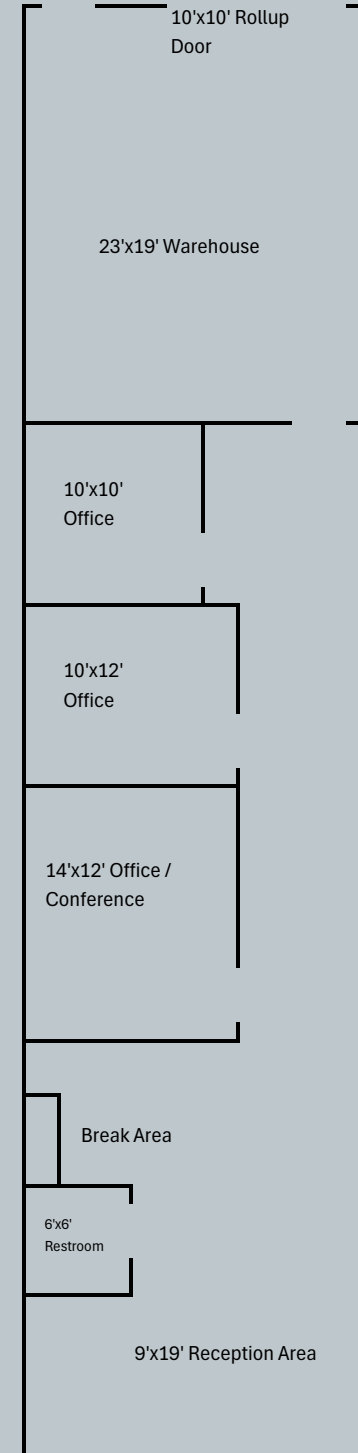 10'x10' Rollup
Door
23'x19' Warehouse
10'x10'
Office
10'x12'
Office
14'x12' Office /
Conference
Break Area
6'x6'
Restroom
9'x19' Reception Area